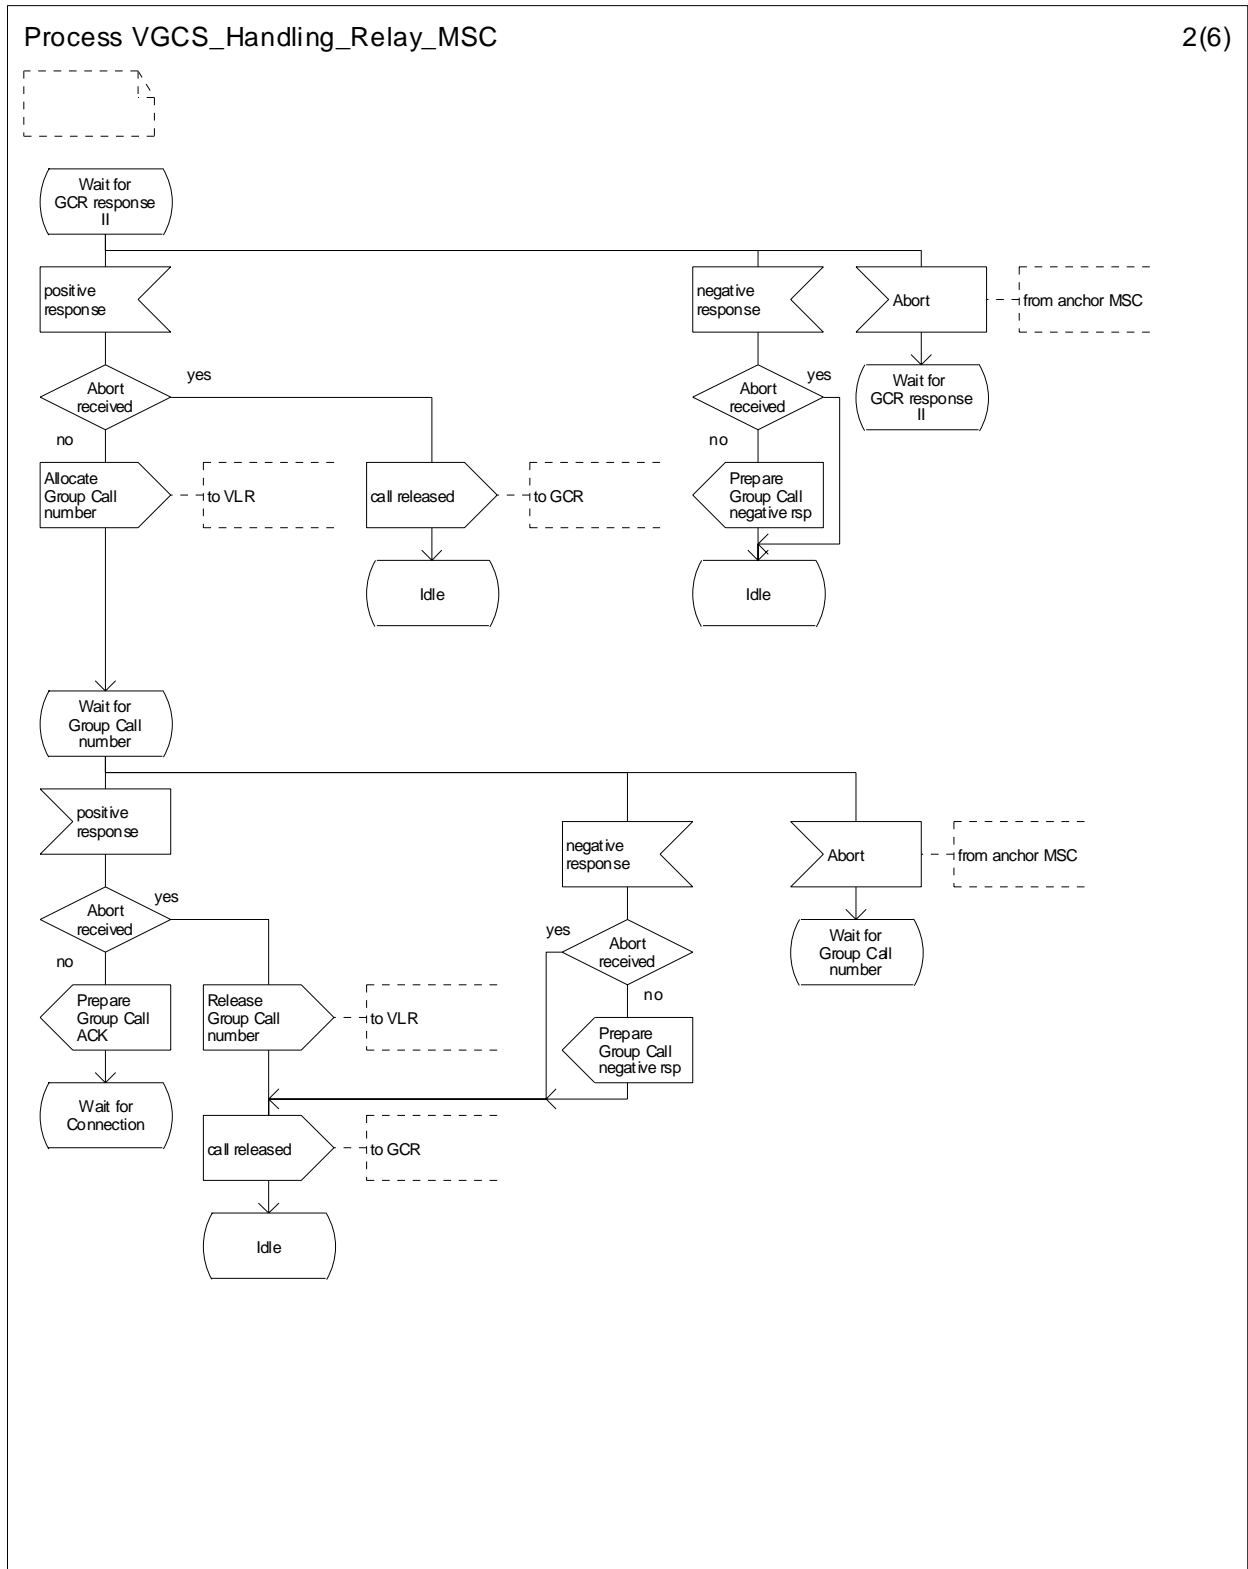 Process VGCS_Handling_Relay_MSC
2(6)
Wait for
GCR response
II
positive
response
negative
response
Abort
from anchor MSC
Abort
received
yes
no
Abort
received
yes
no
Wait for
GCR response
II
Allocate
Group Call
number
to VLR
call released
to GCR
Prepare
Group Call
negative rsp
Idle
Idle
Wait for
Group Call
number
positive
response
negative
response
Abort
from anchor MSC
Abort
received
yes
no
yes
Abort
received
no
Wait for
Group Call
number
Prepare
Group Call
ACK
Release
Group Call
number
to VLR
Prepare
Group Call
negative rsp
Wait for
Connection
call released
to GCR
Idle